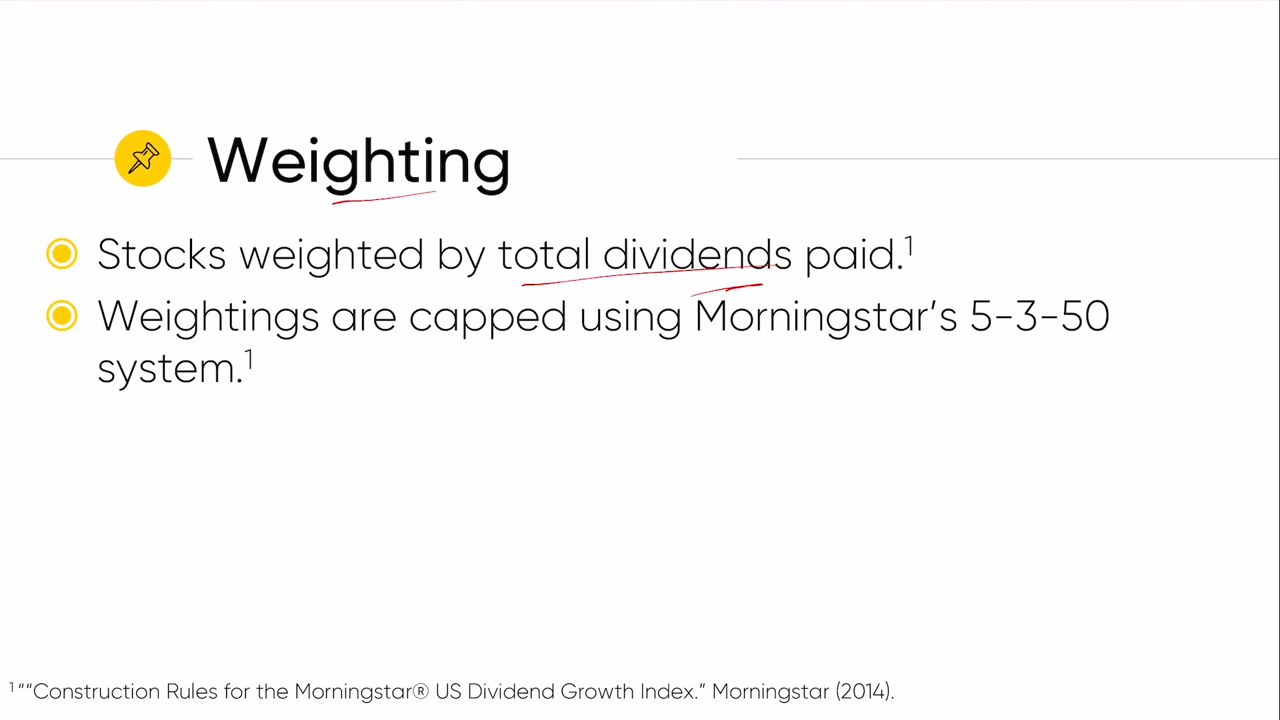 Weighting
Stocks weighted by total dividends paid.¹
Weightings are capped using Morningstar's 5-3-50
system.¹
¹ ““Construction Rules for the Morningstar® US Dividend Growth Index.” Morningstar (2014).